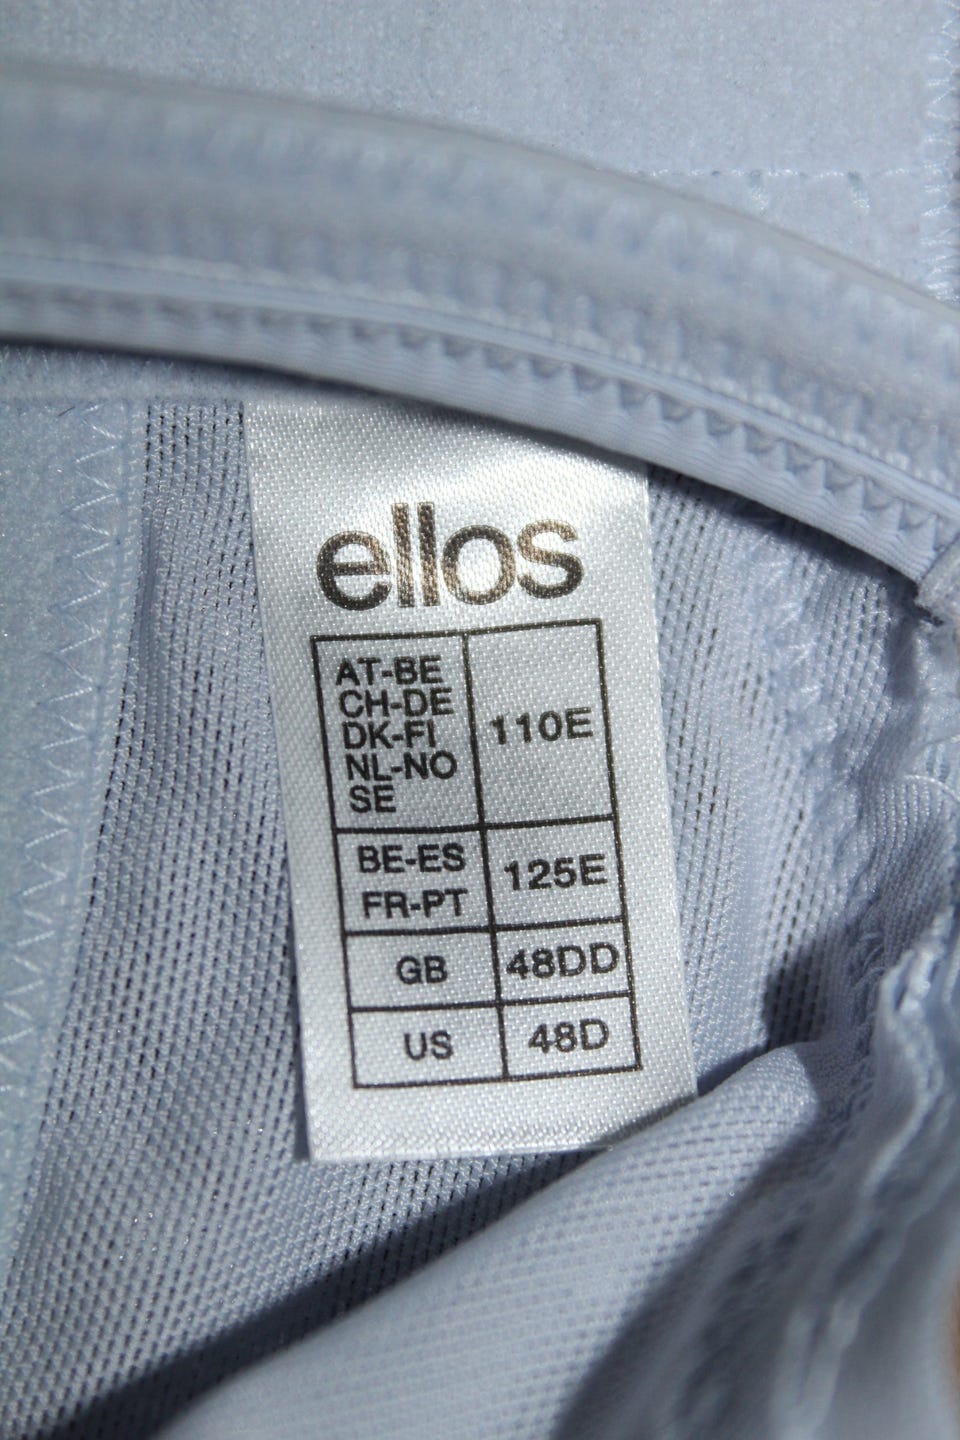 ellos
AT-BE
CH-DE
DK-FI
NL-NO
SE
110E
BE-ES
FR-PT
125E
GB
48DD
US
48D